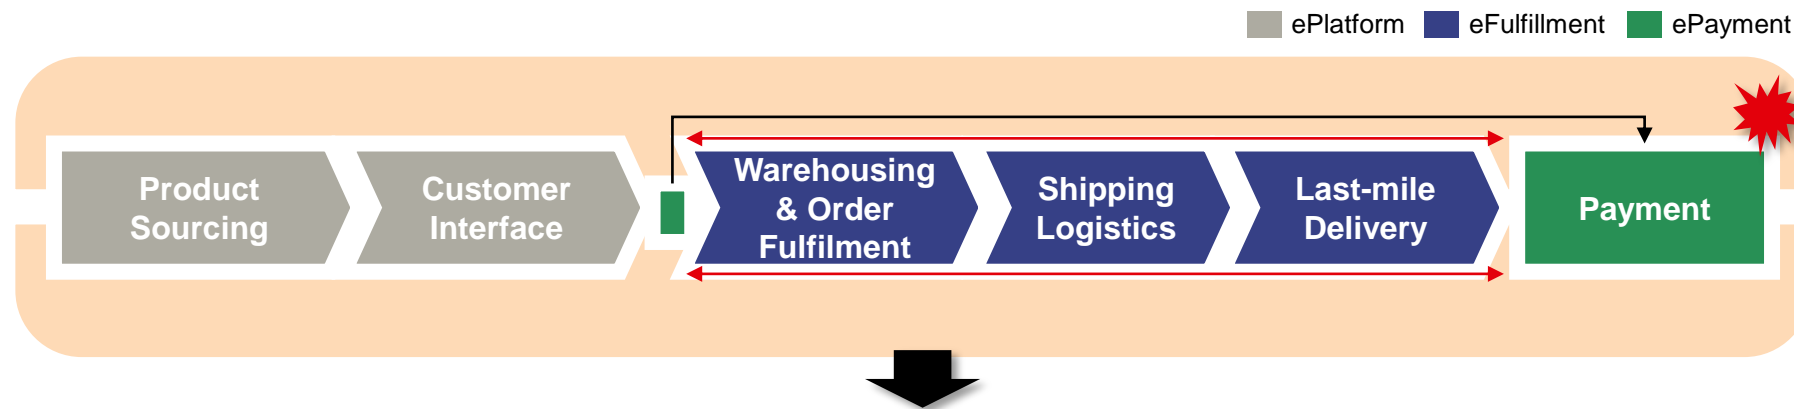 ePlatform
eFulfillment
ePayment
Product
Sourcing
Customer
Interface
Warehousing
& Order
Fulfilment
Shipping
Logistics
Last-mile
Delivery
Payment